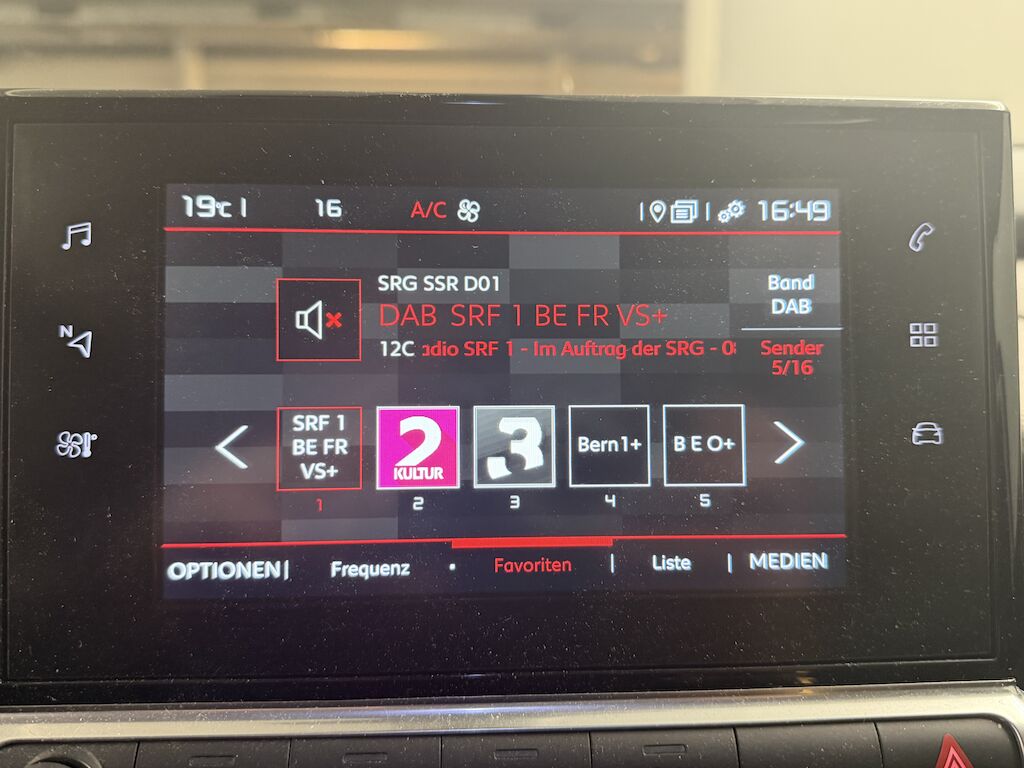 19°C 16 A/C 16:49
SRG SSR D01
DAB SRF 1 BE FR VS+
12C adio SRF 1 - Im Auftrag der SRG - 08
Band
DAB
Sender
5/16
N
SRF 1
BE FR
VS+
2
KULTUR
3
Bern1+
B E O+
1 2 3 4 5
OPTIONEN Frequenz Favoriten Liste MEDIEN